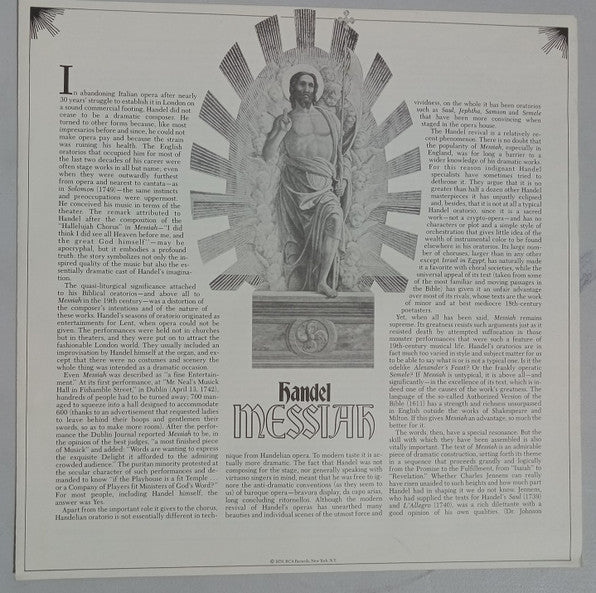 In abandoning Italian opera after nearly
30 years' struggle to establish it in London on
a sound commercial footing, Handel did not
cease to be a dramatic composer. He
turned to other forms because, like most
impresarios before and since, he could not
make opera pay and because the strain
was ruining his health. The English
oratorios that occupied him for most of
the last two decades of his career were
often stage works in all but name; even
when they were outwardly furthest
from opera and nearest to cantata—as
in Solomon (1749)—the same instincts
and preoccupations were uppermost.
He conceived his music in terms of the
theater. The remark attributed to
Handel after the composition of the
"Hallelujah Chorus" in Messiah—"I did
think I did see all Heaven before me, and
the great God himself"—may be
apocryphal, but it embodies a profound
truth: the story symbolizes not only the in-
spired quality of the music but also the es-
sentially dramatic cast of Handel's imagina-
tion.
The quasi-liturgical significance attached
to his Biblical oratorios—and above all to
Messiah in the 19th century—was a distortion of
the composer's intentions and of the nature of
these works. Handel's seasons of oratorio originated as
entertainments for Lent, when opera could not be
given. The performances were held not in churches
but in theaters, and they were put on to attract the
fashionable London world. They usually included an
improvisation by Handel himself at the organ, and ex-
cept that there were no costumes and scenery the
whole thing was intended as a dramatic occasion.
Even Messiah was described as "a fine Entertain-
ment." At its first performance, at "Mr. Neal's Musick
Hall in Fishamble Street," in Dublin (April 13, 1742),
hundreds of people had to be turned away; 700 man-
aged to squeeze into a hall designed to accommodate
600 (thanks to an advertisement that requested ladies
to leave behind their hoops and gentlemen their
swords, so as to make more room). After the perfor-
mance the Dublin Journal reported Messiah to be, in
the opinion of the best judges, "a most finished piece
of Musick" and added: "Words are wanting to express
the exquisite Delight it afforded to the admiring
crowded audience." The puritan minority protested at
the secular character of such performances and de-
manded to know "if the Playhouse is a fit Temple ...
or a Company of Players fit Ministers of God's Word?"
For most people, including Handel himself, the
answer was Yes.
Apart from the important role it gives to the chorus,
Handelian oratorio is not essentially different in tech-
Handel
MESSIAH
nique from Handelian opera. To modern taste it is ac-
tually more dramatic. The fact that Handel was not
composing for the stage, nor generally speaking with
virtuoso singers in mind, meant that he was free to ig-
nore the anti-dramatic conventions (as they seem to
us) of baroque opera—bravura display, da capo arias,
long concluding ritornellos. Although the modern
revival of Handel's operas has unearthed many
beauties and individual scenes of the utmost force and
vividness, on the whole it has been oratorios
such as Saul, Jephtha, Samson and Semele
that have been more convincing when
staged in the opera house.
The Handel revival is a relatively re-
cent phenomenon. There is no doubt that
the popularity of Messiah, especially in
England, was for long a barrier to a
wider knowledge of his dramatic works.
For this reason indignant Handel
specialists have sometimes tried to
dethrone it. They argue that it is no
greater than half a dozen other Handel
masterpieces it has unjustly eclipsed
and, besides, that it is not at all a typical
Handel oratorio, since it is a sacred
work—not a crypto-opera—and has no
characters or plot and a simple style of
orchestration that gives little idea of the
wealth of instrumental color to be found
elsewhere in his oratorios. Its large num-
ber of choruses, larger than in any other
except Israel in Egypt, has naturally made
it a favorite with choral societies, while the
universal appeal of its text (taken from some
of the most familiar and moving passages in
the Bible) has given it an unfair advantage
over most of its rivals, whose texts are the work
of minor and at best mediocre 18th-century
poetasters.
Yet, when all has been said, Messiah remains
supreme. Its greatness resists such arguments just as it
resisted death by attempted suffocation in those
monster performances that were such a feature of
19th-century musical life. Handel's oratorios are in
fact much too varied in style and subject matter for us
to be able to say what is or is not a typical one. Is it the
odelike Alexander's Feast? Or the frankly operatic
Semele? If Messiah is untypical, it is above all—and
significantly—in the excellence of its text, which is in-
deed one of the causes of the work's greatness. The
language of the so-called Authorized Version of the
Bible (1611) has a strength and richness unsurpassed
in English outside the works of Shakespeare and
Milton. If this gives Messiah an advantage, so much the
better for it.
The words, then, have a special resonance. But the
skill with which they have been assembled is also
vitally important. The text of Messiah is an admirable
piece of dramatic construction, setting forth its theme
in a sequence that proceeds grandly and logically
from the Promise to the Fulfillment, from "Isaiah" to
"Revelation." Whether Charles Jennens can really
have risen unaided to such heights and how much part
Handel had in shaping it we do not know. Jennens,
who had supplied the texts for Handel's Saul (1739)
and L'Allegro (1740), was a rich dilettante with a
good opinion of his own qualities. (Dr. Johnson
© 1974, RCA Records, New York, N.Y.